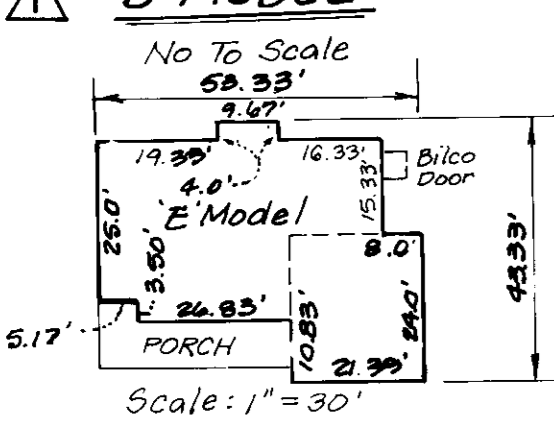 No To Scale
53.33'
9.67'
19.33'
16.33'
Bilco
Door
4.0'
15.33'
'E' Model
25.0'
3.50'
8.0'
43.33'
26.83'
24.0'
5.17'
PORCH
10.83'
21.33'
Scale: 1" = 30'